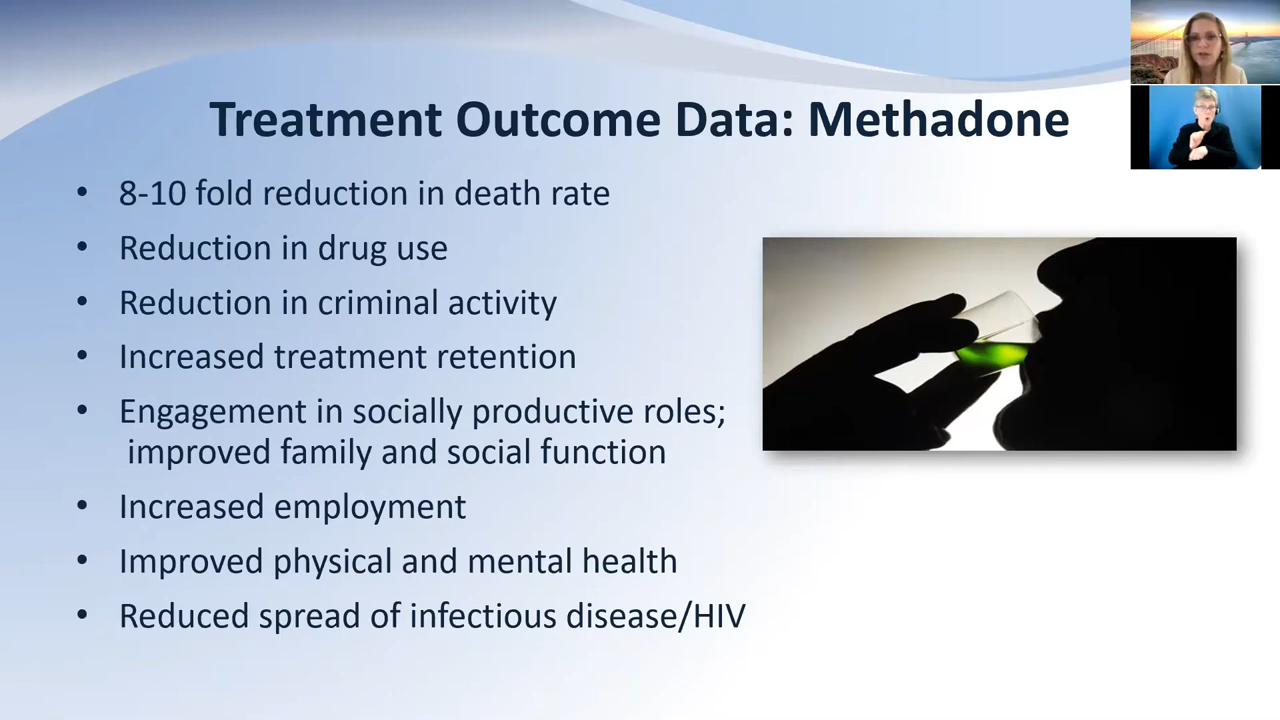 Treatment Outcome Data: Methadone
• 8-10 fold reduction in death rate
• Reduction in drug use
• Reduction in criminal activity
• Increased treatment retention
• Engagement in socially productive roles;
improved family and social function
• Increased employment
• Improved physical and mental health
• Reduced spread of infectious disease/HIV